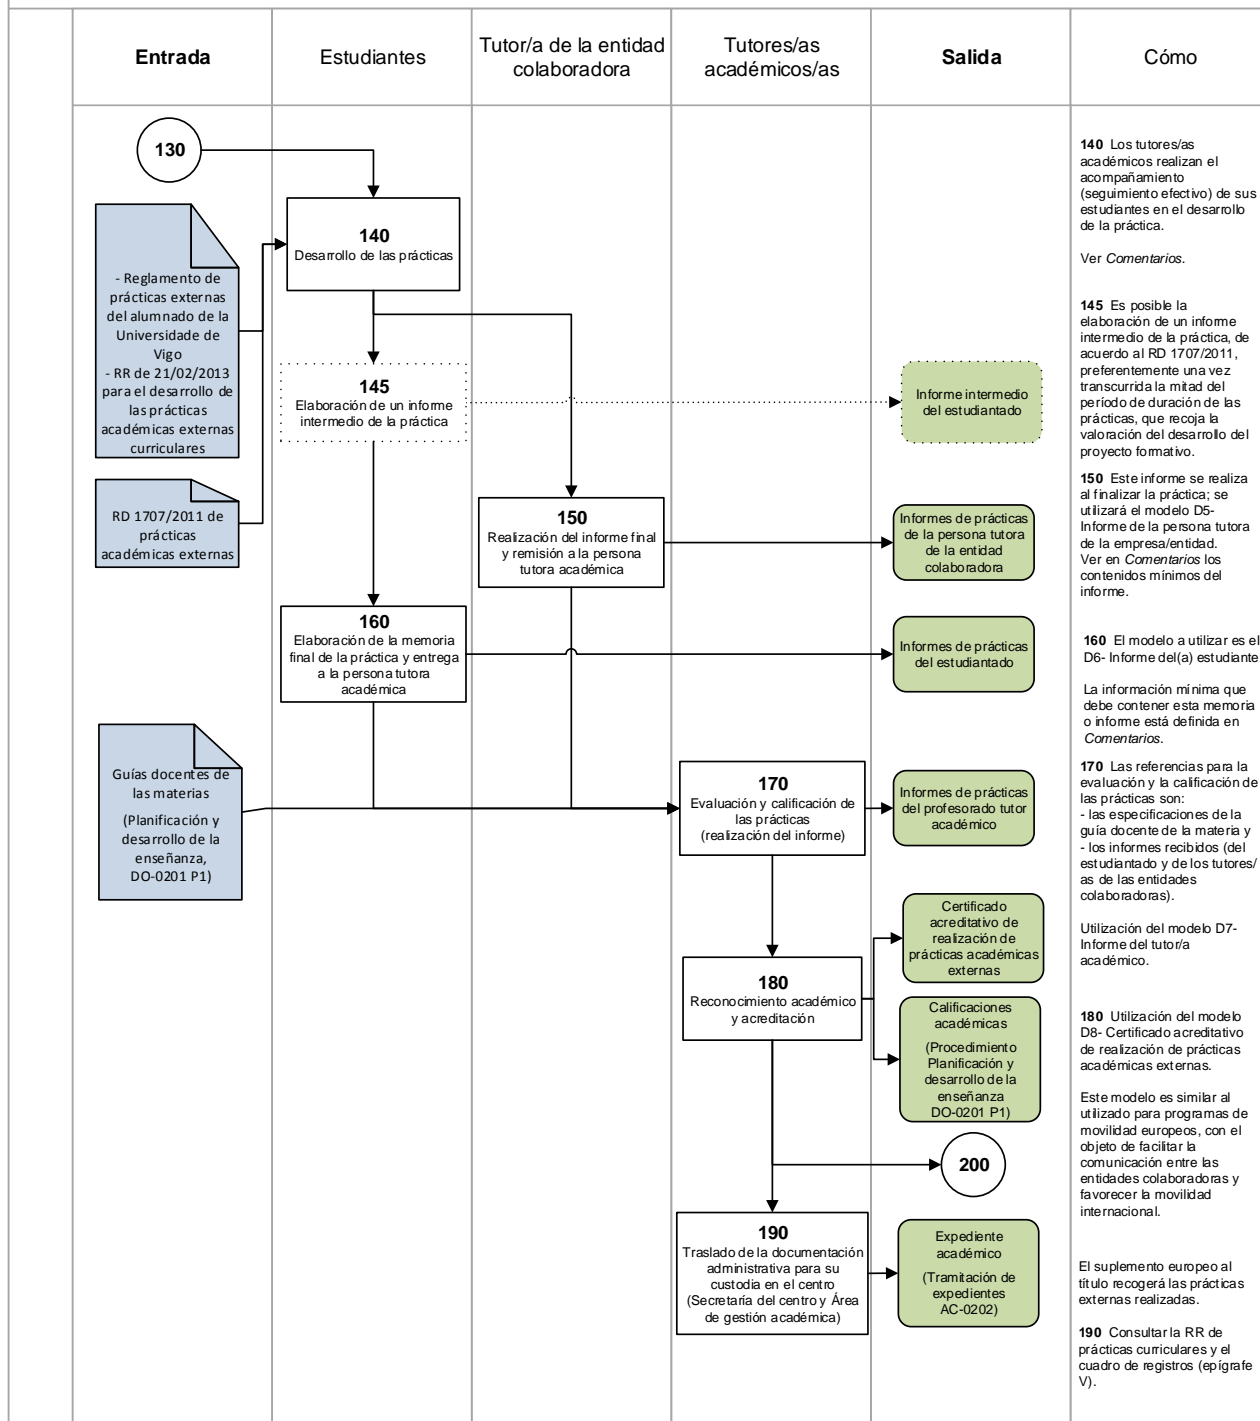 Entrada
Estudiantes
Tutor/a de la entidad
colaboradora
Tutores/as
académicos/as
Salida
Cómo
130
- Reglamento de
prácticas externas
del alumnado de la
Universidade de
Vigo
- RR de 21/02/2013
para el desarrollo de
las prácticas
académicas externas
curriculares
RD 1707/2011 de
prácticas
académicas externas
Guías docentes de
las materias
(Planificación y
desarrollo de la
enseñanza,
DO-0201 P1)
140
Desarrollo de las prácticas
145
Elaboración de un informe
intermedio de la práctica
160
Elaboración de la memoria
final de la práctica y entrega
a la persona tutora
académica
150
Realización del informe final
y remisión a la persona
tutora académica
170
Evaluación y calificación de
las prácticas
(realización del informe)
180
Reconocimiento académico
y acreditación
190
Traslado de la documentación
administrativa para su
custodia en el centro
(Secretaría del centro y Área
de gestión académica)
Informe intermedio
del estudiantado
Informes de prácticas
de la persona tutora
de la entidad
colaboradora
Informes de prácticas
del estudiantado
Informes de prácticas
del profesorado tutor
académico
Certificado
acreditativo de
realización de
prácticas académicas
externas
Calificaciones
académicas
(Procedimiento
Planificación y
desarrollo de la
enseñanza
DO-0201 P1)
200
Expediente
académico
(Tramitación de
expedientes
AC-0202)
140 Los tutores/as
académicos realizan el
acompañamiento
(seguimiento efectivo) de sus
estudiantes en el desarrollo
de la práctica.
Ver Comentarios.
145 Es posible la
elaboración de un informe
intermedio de la práctica, de
acuerdo al RD 1707/2011,
preferentemente una vez
transcurrida la mitad del
período de duración de las
prácticas, que recoja la
valoración del desarrollo del
proyecto formativo.
150 Este informe se realiza
al finalizar la práctica; se
utilizará el modelo D5-
Informe de la persona tutora
de la empresa/entidad.
Ver en Comentarios los
contenidos mínimos del
informe.
160 El modelo a utilizar es el
D6- Informe del(a) estudiante
La información mínima que
debe contener esta memoria
o informe está definida en
Comentarios.
170 Las referencias para la
evaluación y la calificación de
las prácticas son:
- las especificaciones de la
guía docente de la materia y
- los informes recibidos (del
estudiantado y de los tutores/
as de las entidades
colaboradoras).
Utilización del modelo D7-
Informe del tutor/a
académico.
180 Utilización del modelo
D8- Certificado acreditativo
de realización de prácticas
académicas externas.
Este modelo es similar al
utilizado para programas de
movilidad europeos, con el
objeto de facilitar la
comunicación entre las
entidades colaboradoras y
favorecer la movilidad
internacional.
El suplemento europeo al
título recogerá las prácticas
externas realizadas.
190 Consultar la RR de
prácticas curriculares y el
cuadro de registros (epígrafe
V).